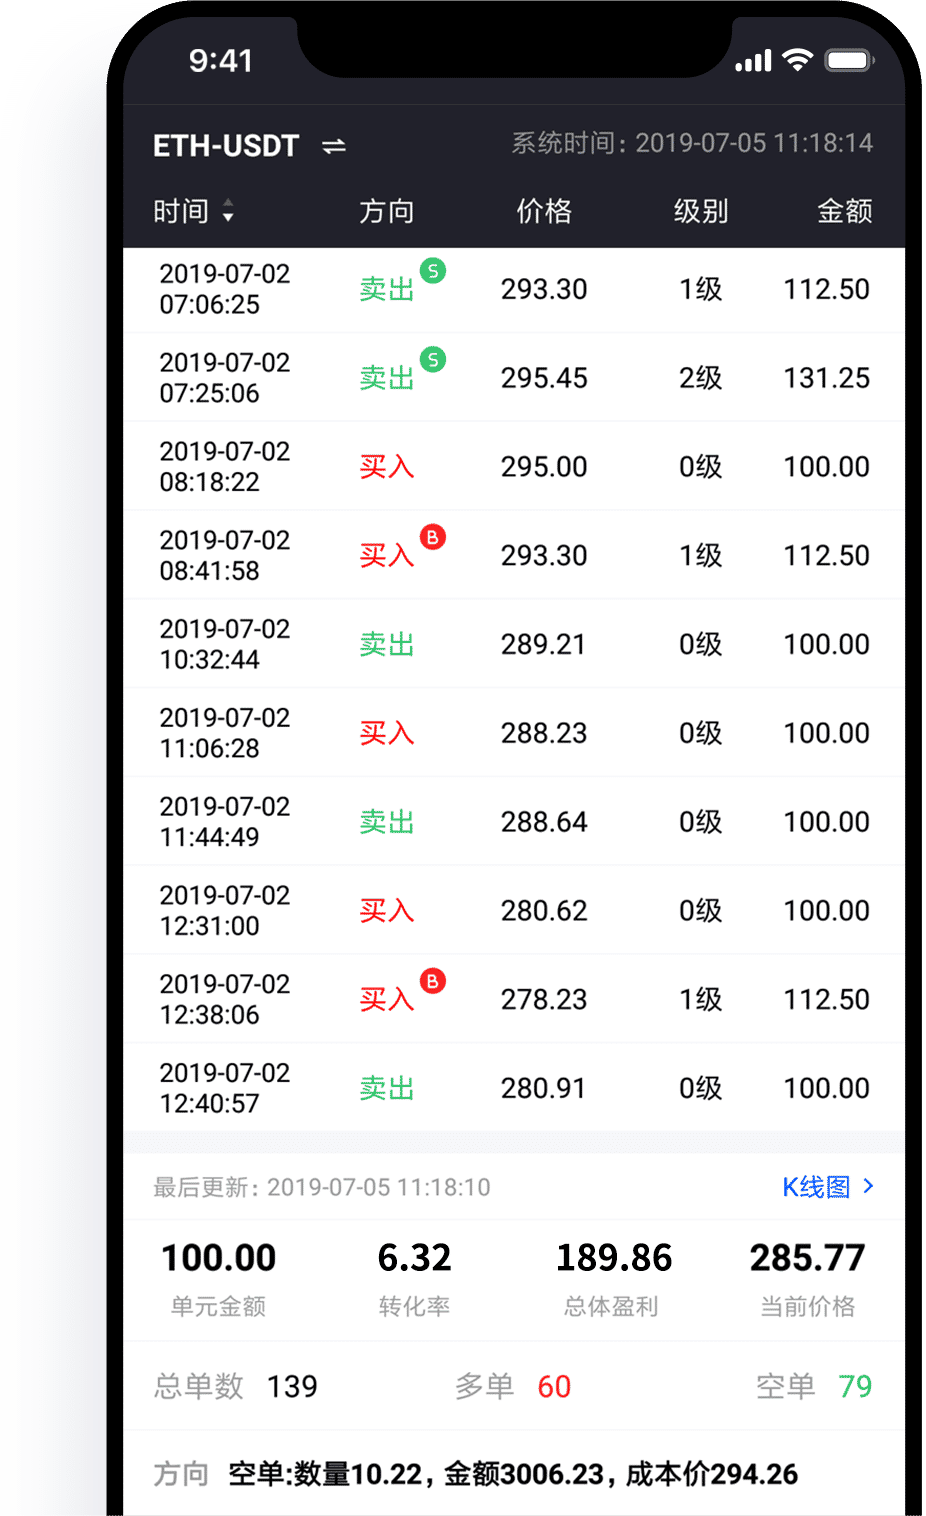 9:41
ETH-USDT ⇌ 系统时间：2019-07-05 11:18:14
时间 方向 价格 级别 金额
2019-07-02
07:06:25 卖出 S 293.30 1级 112.50
2019-07-02
07:25:06 卖出 S 295.45 2级 131.25
2019-07-02
08:18:22 买入 295.00 0级 100.00
2019-07-02
08:41:58 买入 B 293.30 1级 112.50
2019-07-02
10:32:44 卖出 289.21 0级 100.00
2019-07-02
11:06:28 买入 288.23 0级 100.00
2019-07-02
11:44:49 卖出 288.64 0级 100.00
2019-07-02
12:31:00 买入 280.62 0级 100.00
2019-07-02
12:38:06 买入 B 278.23 1级 112.50
2019-07-02
12:40:57 卖出 280.91 0级 100.00
最后更新：2019-07-05 11:18:10 K线图 >
100.00 6.32 189.86 285.77
单元金额 转化率 总体盈利 当前价格
总单数 139 多单 60 空单 79
方向 空单:数量10.22，金额3006.23，成本价294.26